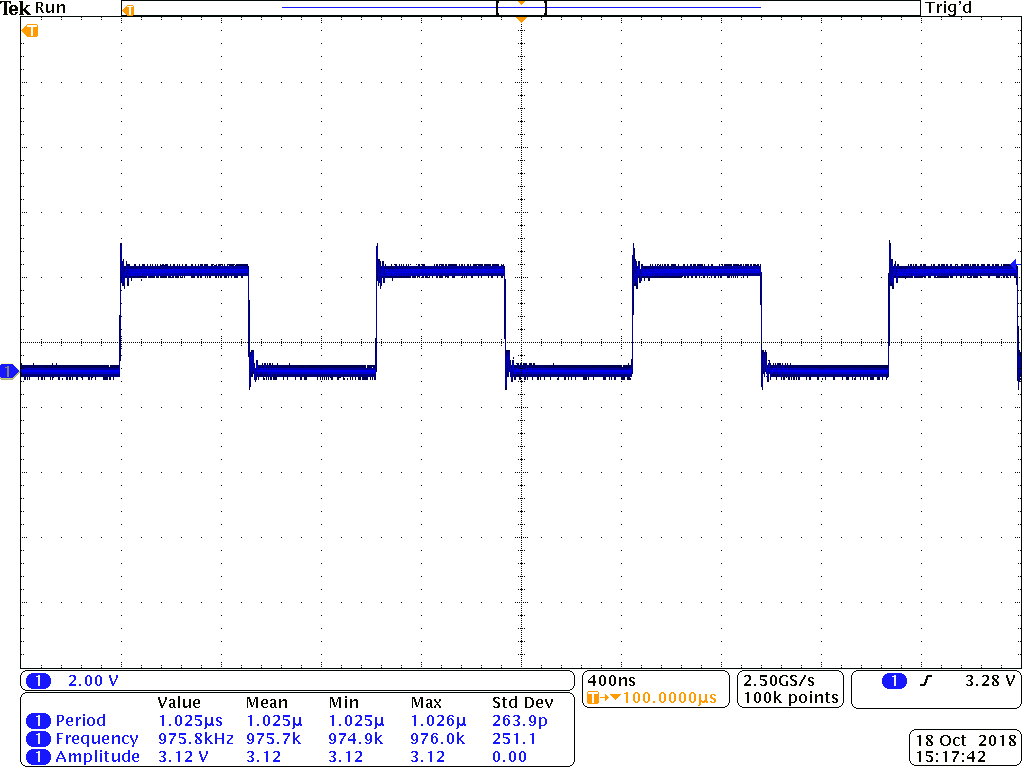 Tek Run Trig'd
T
T
1
1 2.00 V
400ns
T→▼100.0000µs
2.50GS/s
100k points
1 3.28 V
Value Mean Min Max Std Dev
1 Period 1.025µs 1.025µ 1.025µ 1.026µ 263.9p
1 Frequency 975.8kHz 975.7k 974.9k 976.0k 251.1
1 Amplitude 3.12 V 3.12 3.12 3.12 0.00
18 Oct 2018
15:17:42